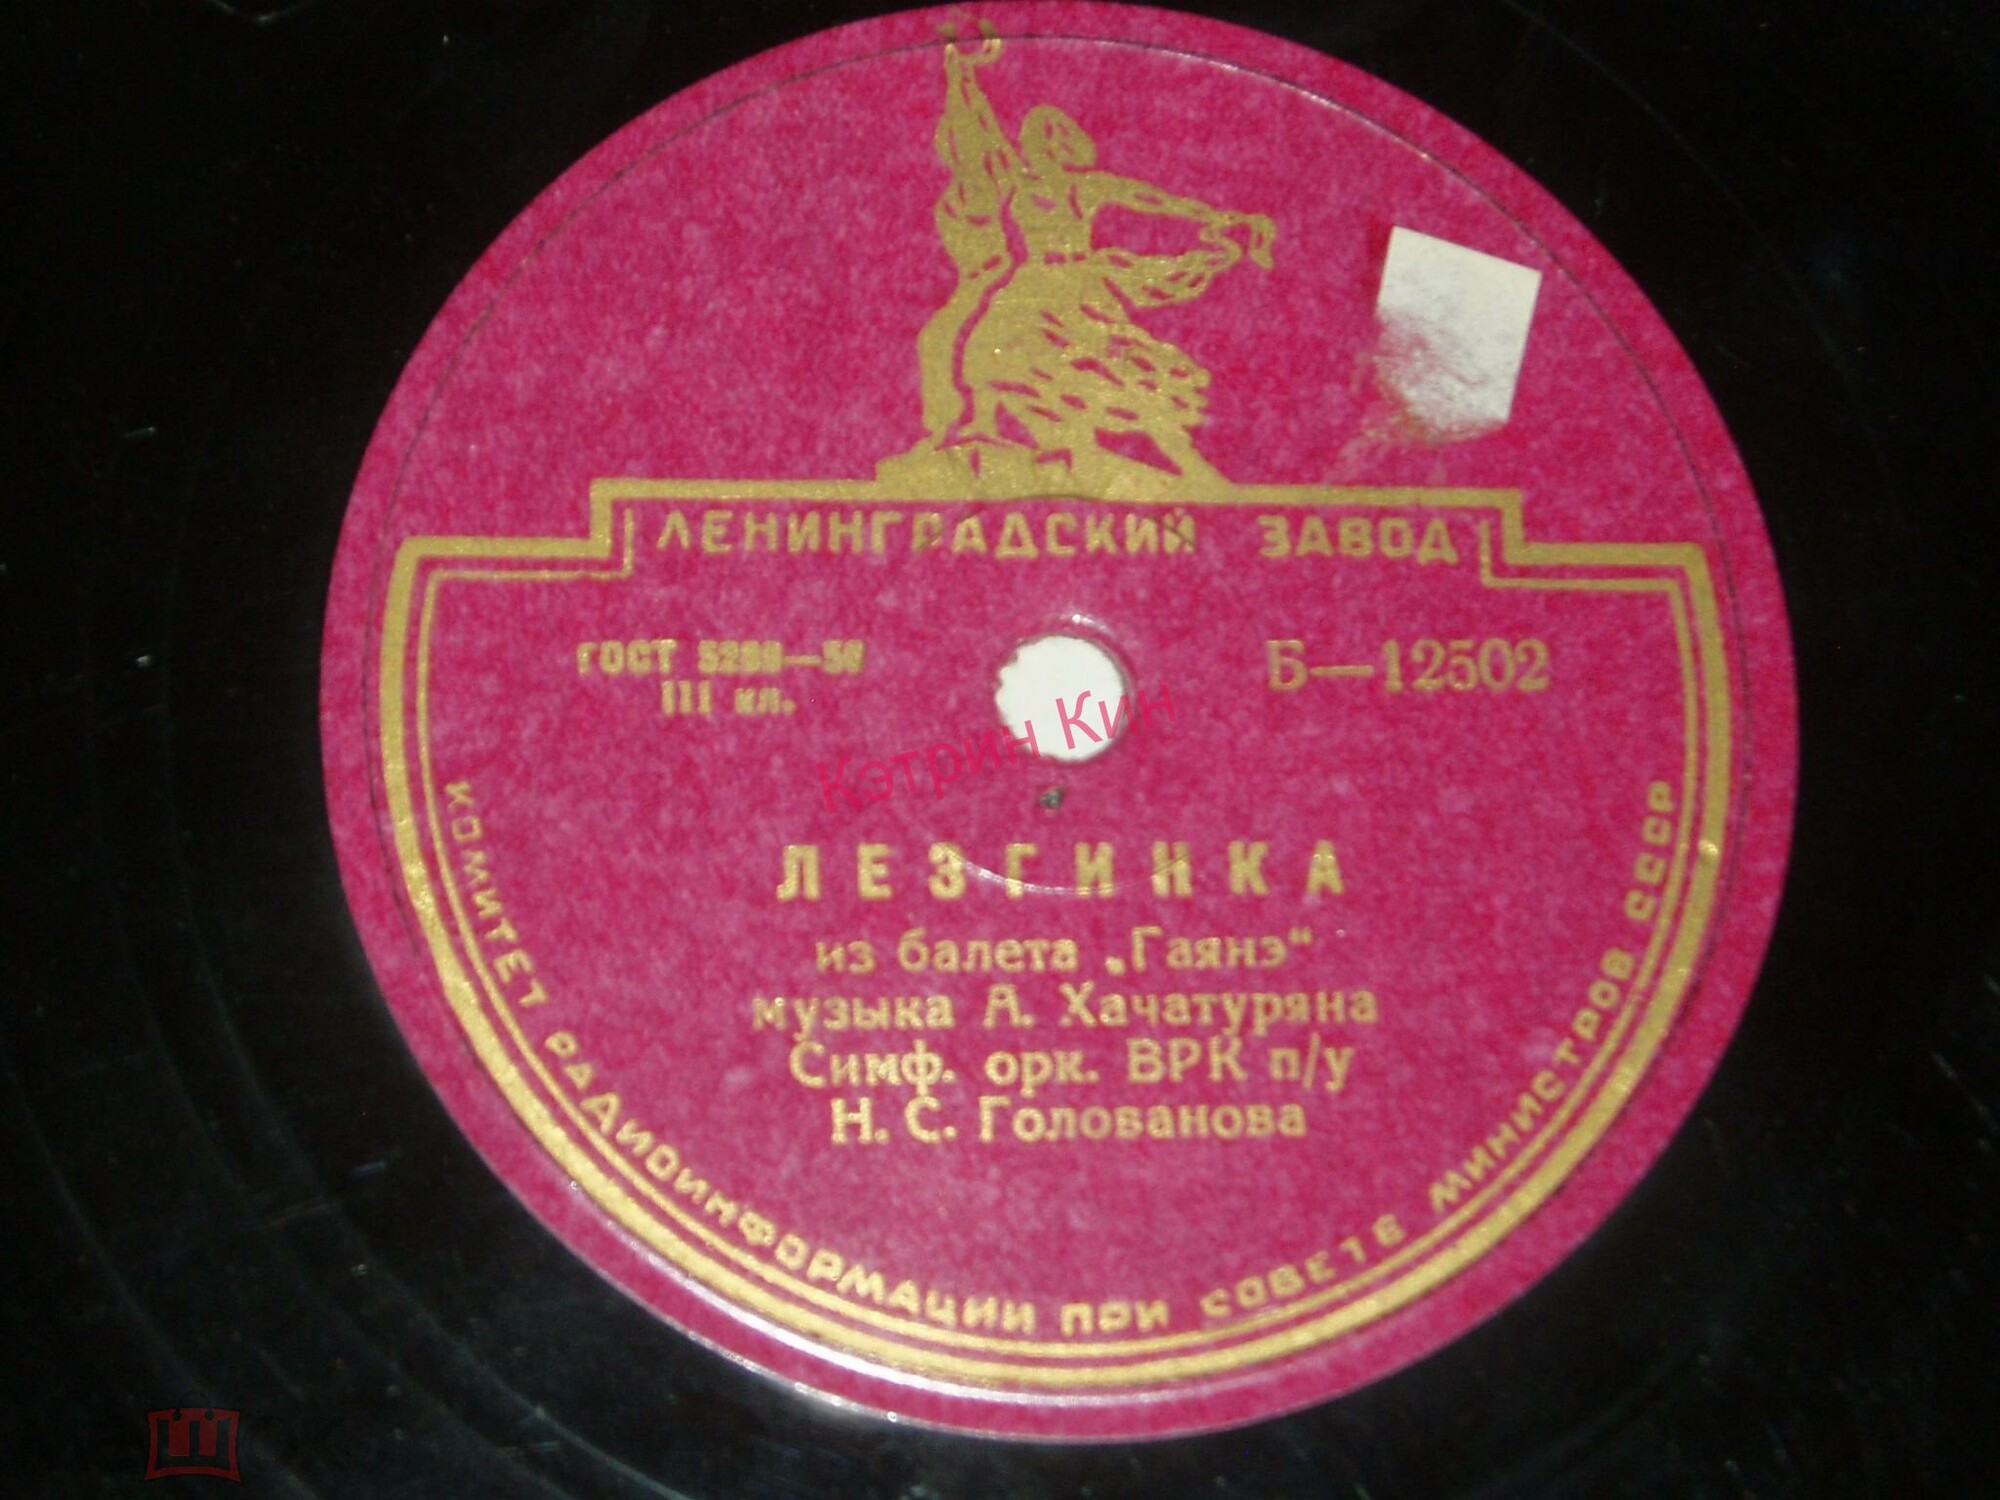 ЛЕНИНГРАДСКИЙ ЗАВОД
ГОСТ 5289—56
III кл.
Б—12502
Кэтрин Кин
ЛЕЗГИНКА
из балета „Гаянэ“
музыка А. Хачатуряна
Симф. орк. ВРК п/у
Н. С. Голованова
КОМИТЕТ РАДИОИНФОРМАЦИИ ПРИ СОВЕТЕ МИНИСТРОВ СССР